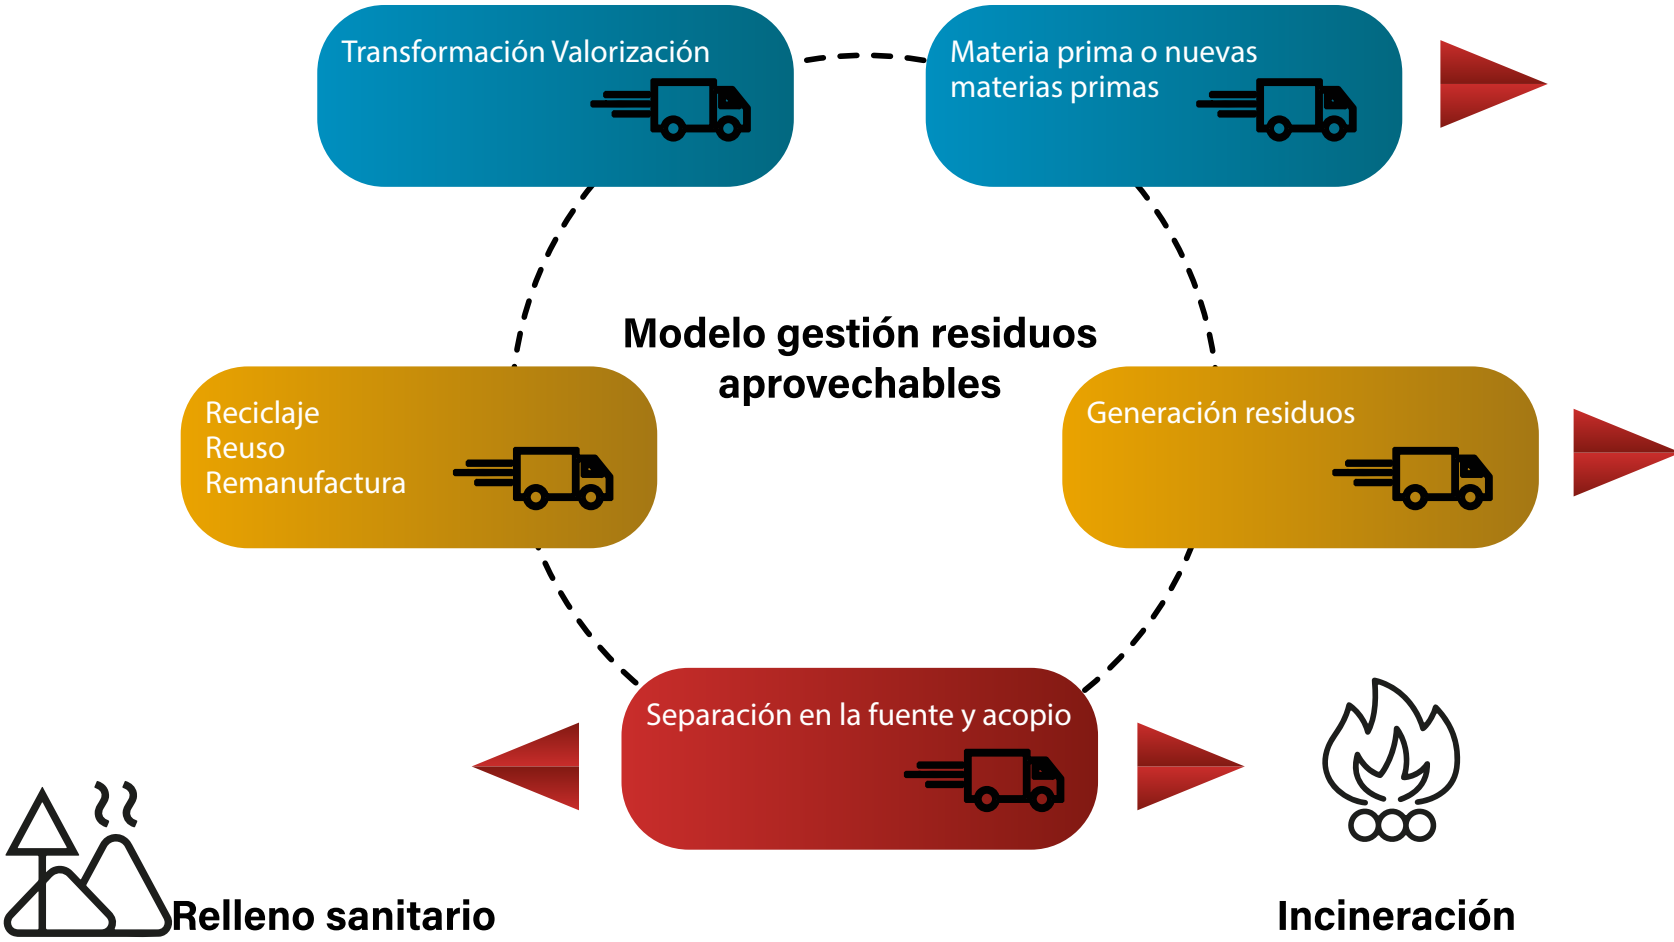 Transformación Valorización
Materia prima o nuevas
materias primas
Modelo gestión residuos
aprovechables
Reciclaje
Reuso
Remanufactura
Generación residuos
Separación en la fuente y acopio
Relleno sanitario
Incineración